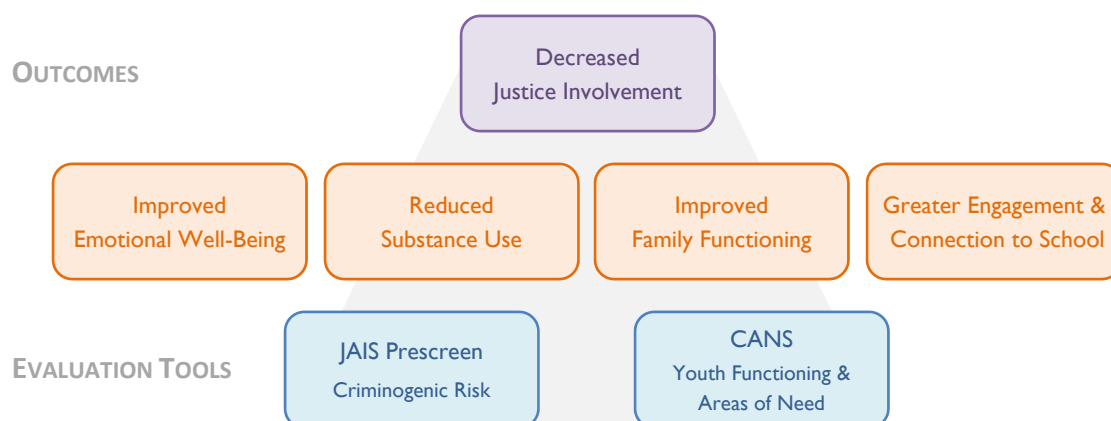 OUTCOMES
Decreased
Justice Involvement
Improved
Emotional Well-Being
Reduced
Substance Use
Improved
Family Functioning
Greater Engagement &
Connection to School
EVALUATION TOOLS
JAIS Prescreen
Criminogenic Risk
CANS
Youth Functioning &
Areas of Need